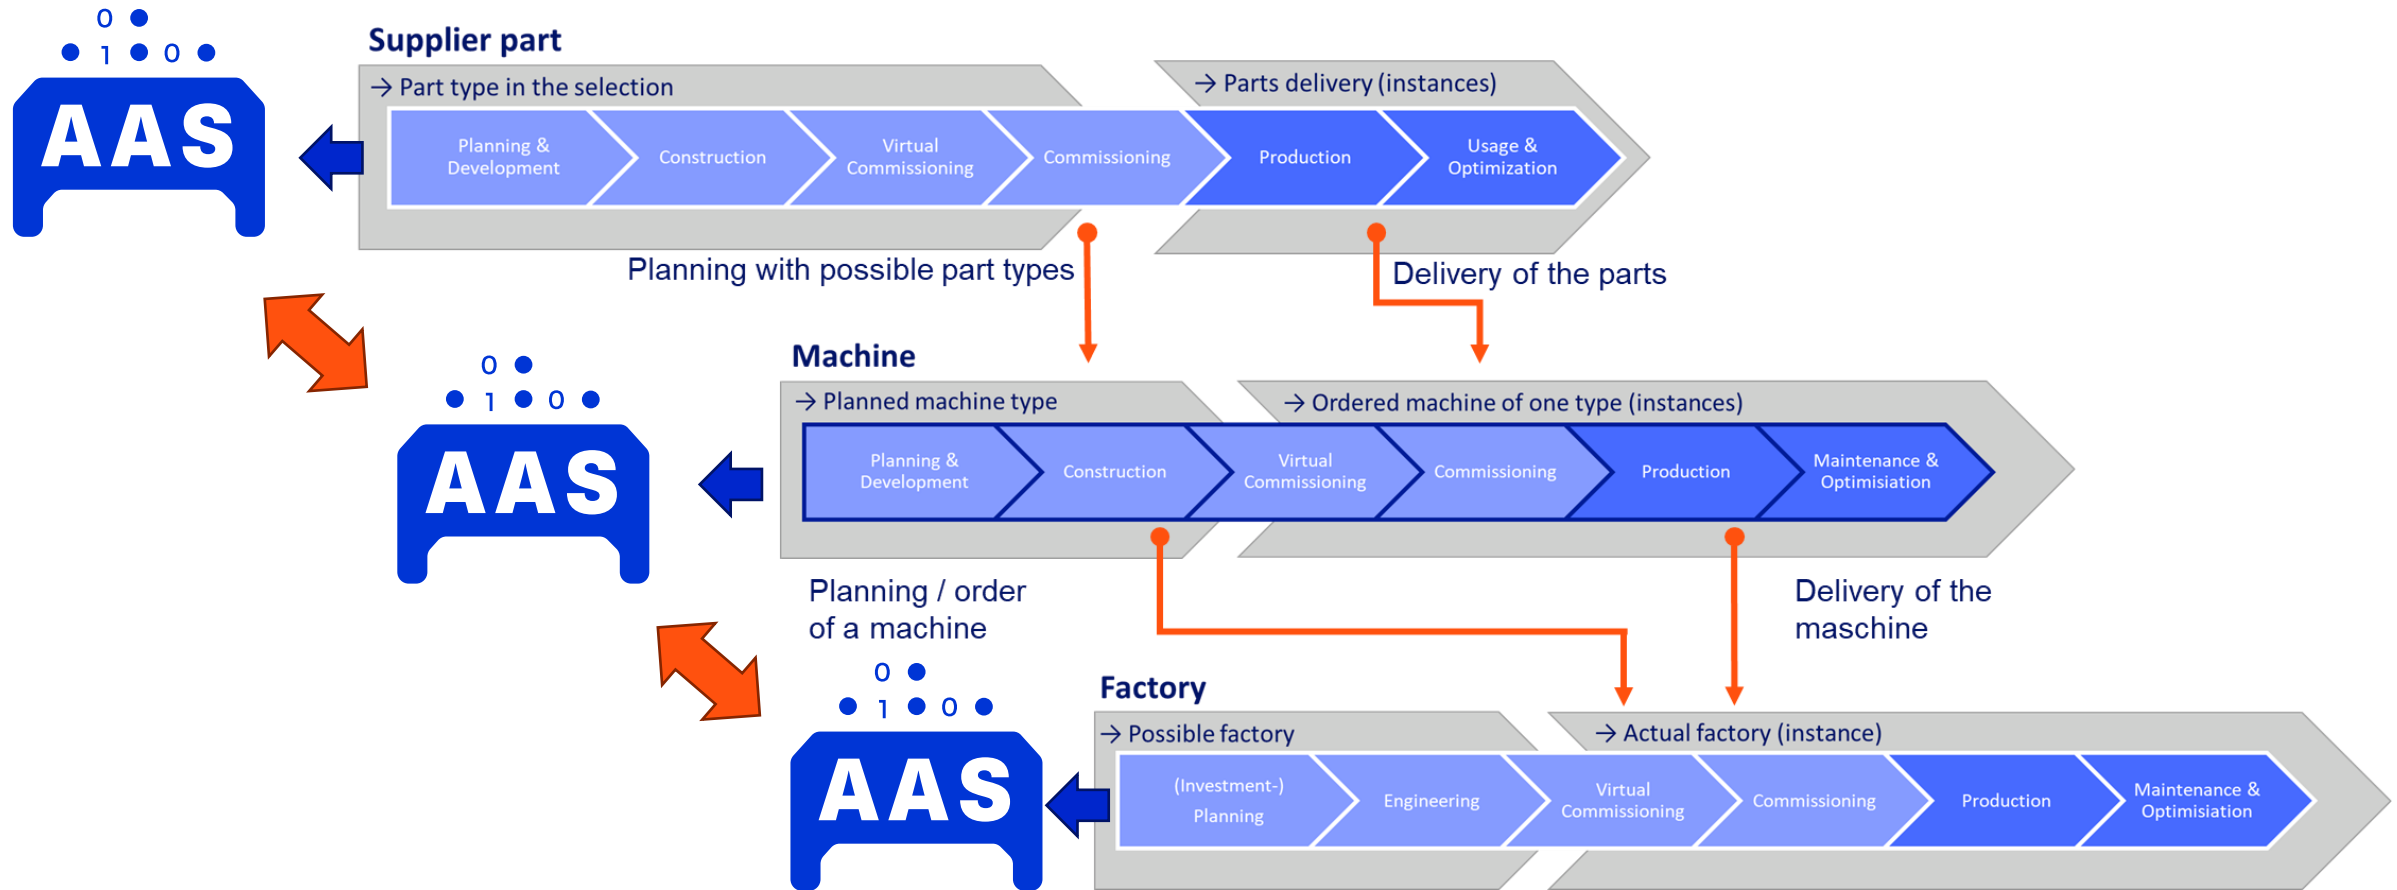 0
1 0
AAS
Supplier part
→ Part type in the selection
→ Parts delivery (instances)
Planning &
Development
Construction
Virtual
Commissioning
Commissioning
Production
Usage &
Optimization
Planning with possible part types
Delivery of the parts
0
1 0
AAS
Machine
→ Planned machine type
→ Ordered machine of one type (instances)
Planning &
Development
Construction
Virtual
Commissioning
Commissioning
Production
Maintenance &
Optimisiation
Planning / order
of a machine
Delivery of the
maschine
0
1 0
AAS
Factory
→ Possible factory
→ Actual factory (instance)
(Investment-)
Planning
Engineering
Virtual
Commissioning
Commissioning
Production
Maintenance &
Optimisiation